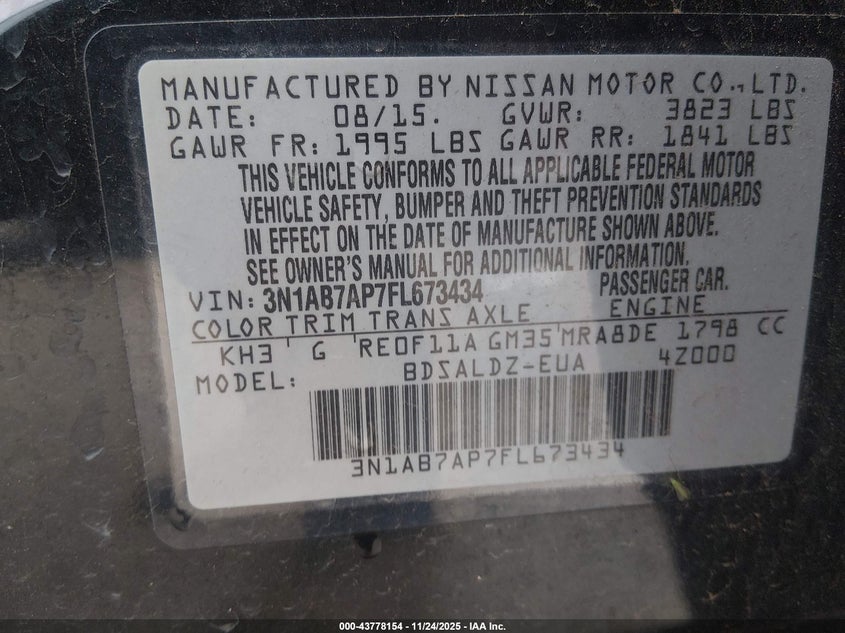 MANUFACTURED BY NISSAN MOTOR CO., LTD.
DATE: 08/15. GVWR: 3823 LBS
GAWR FR: 1995 LBS GAWR RR: 1841 LBS
THIS VEHICLE CONFORMS TO ALL APPLICABLE FEDERAL MOTOR
VEHICLE SAFETY, BUMPER AND THEFT PREVENTION STANDARDS
IN EFFECT ON THE DATE OF MANUFACTURE SHOWN ABOVE.
SEE OWNER'S MANUAL FOR ADDITIONAL INFORMATION.
VIN: 3N1AB7AP7FL673434 PASSENGER CAR.
COLOR TRIM TRANS AXLE ENGINE
KH3 G RE0F11A GM35 MRA8DE 1798 CC
MODEL: BDSALDZ-EUA 4Z000
3N1AB7AP7FL673434
000-43778154 - 11/24/2025 - IAA Inc.